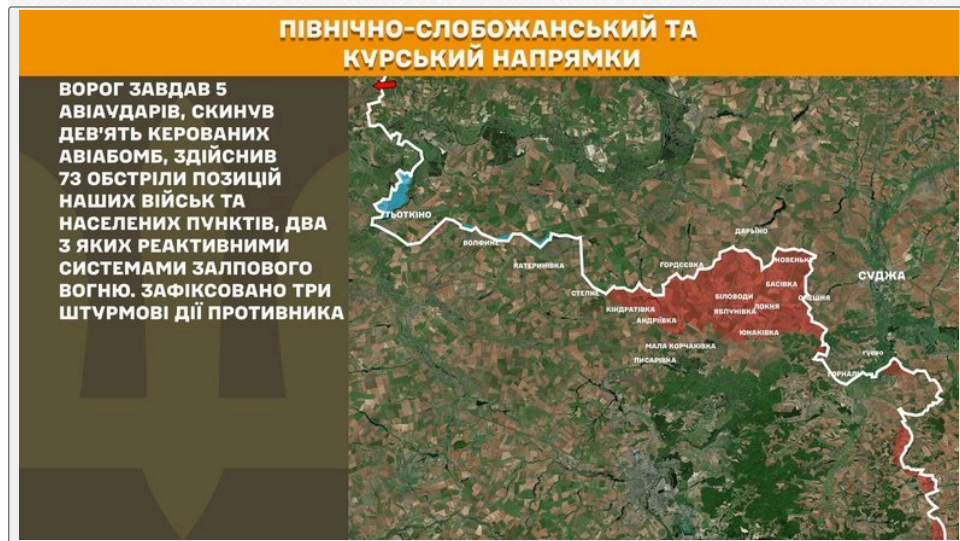 ПІВНІЧНО-СЛОБОЖАНСЬКИЙ ТА
КУРСЬКИЙ НАПРЯМКИ
ВОРОГ ЗАВДАВ 5
АВІАУДАРІВ, СКИНУВ
ДЕВ'ЯТЬ КЕРОВАНИХ
АВІАБОМБ, ЗДІЙСНИВ
73 ОБСТРІЛИ ПОЗИЦІЙ
НАШИХ ВІЙСЬК ТА
НАСЕЛЕНИХ ПУНКТІВ, ДВА
З ЯКИХ РЕАКТИВНИМИ
СИСТЕМАМИ ЗАЛПОВОГО
ВОГНЮ. ЗАФІКСОВАНО ТРИ
ШТУРМОВІ ДІЇ ПРОТИВНИКА
ТЬОТКІНО
ВОЛФИНЕ
КАТЕРИНІВКА
ДАРЬЇНО
ГОРДЄЄВКА
НОВЕНЬКЕ
СУДЖА
БАСІВКА
СТЕПНЕ
БІЛОВОДИ
ОЛЕШНЯ
КІНДРАТІВКА
ЯБЛУНІВКА
ЛОКНЯ
АНДРІЇВКА
ЮНАКІВКА
МАЛА КОРЧАКІВКА
ПИСАРІВКА
ГУЄВО
ГОРНАЛЬ